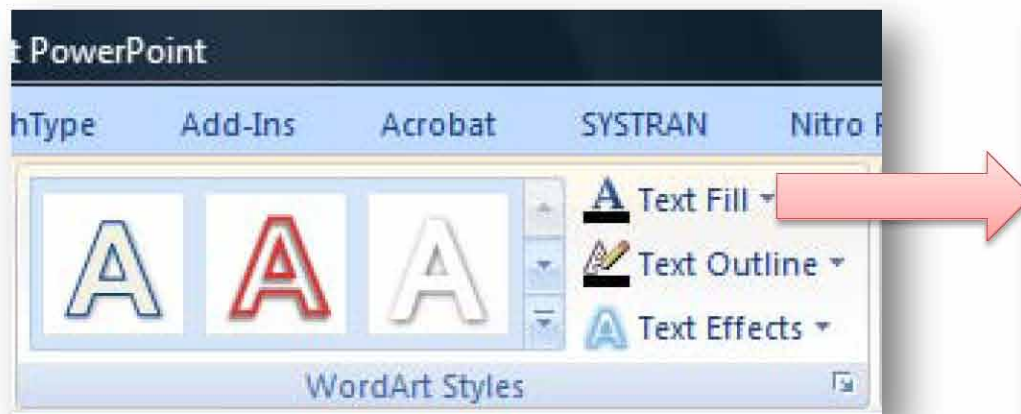 t PowerPoint
hType Add-Ins Acrobat SYSTRAN Nitro
A A A
A Text Fill
Text Outline
A Text Effects
WordArt Styles